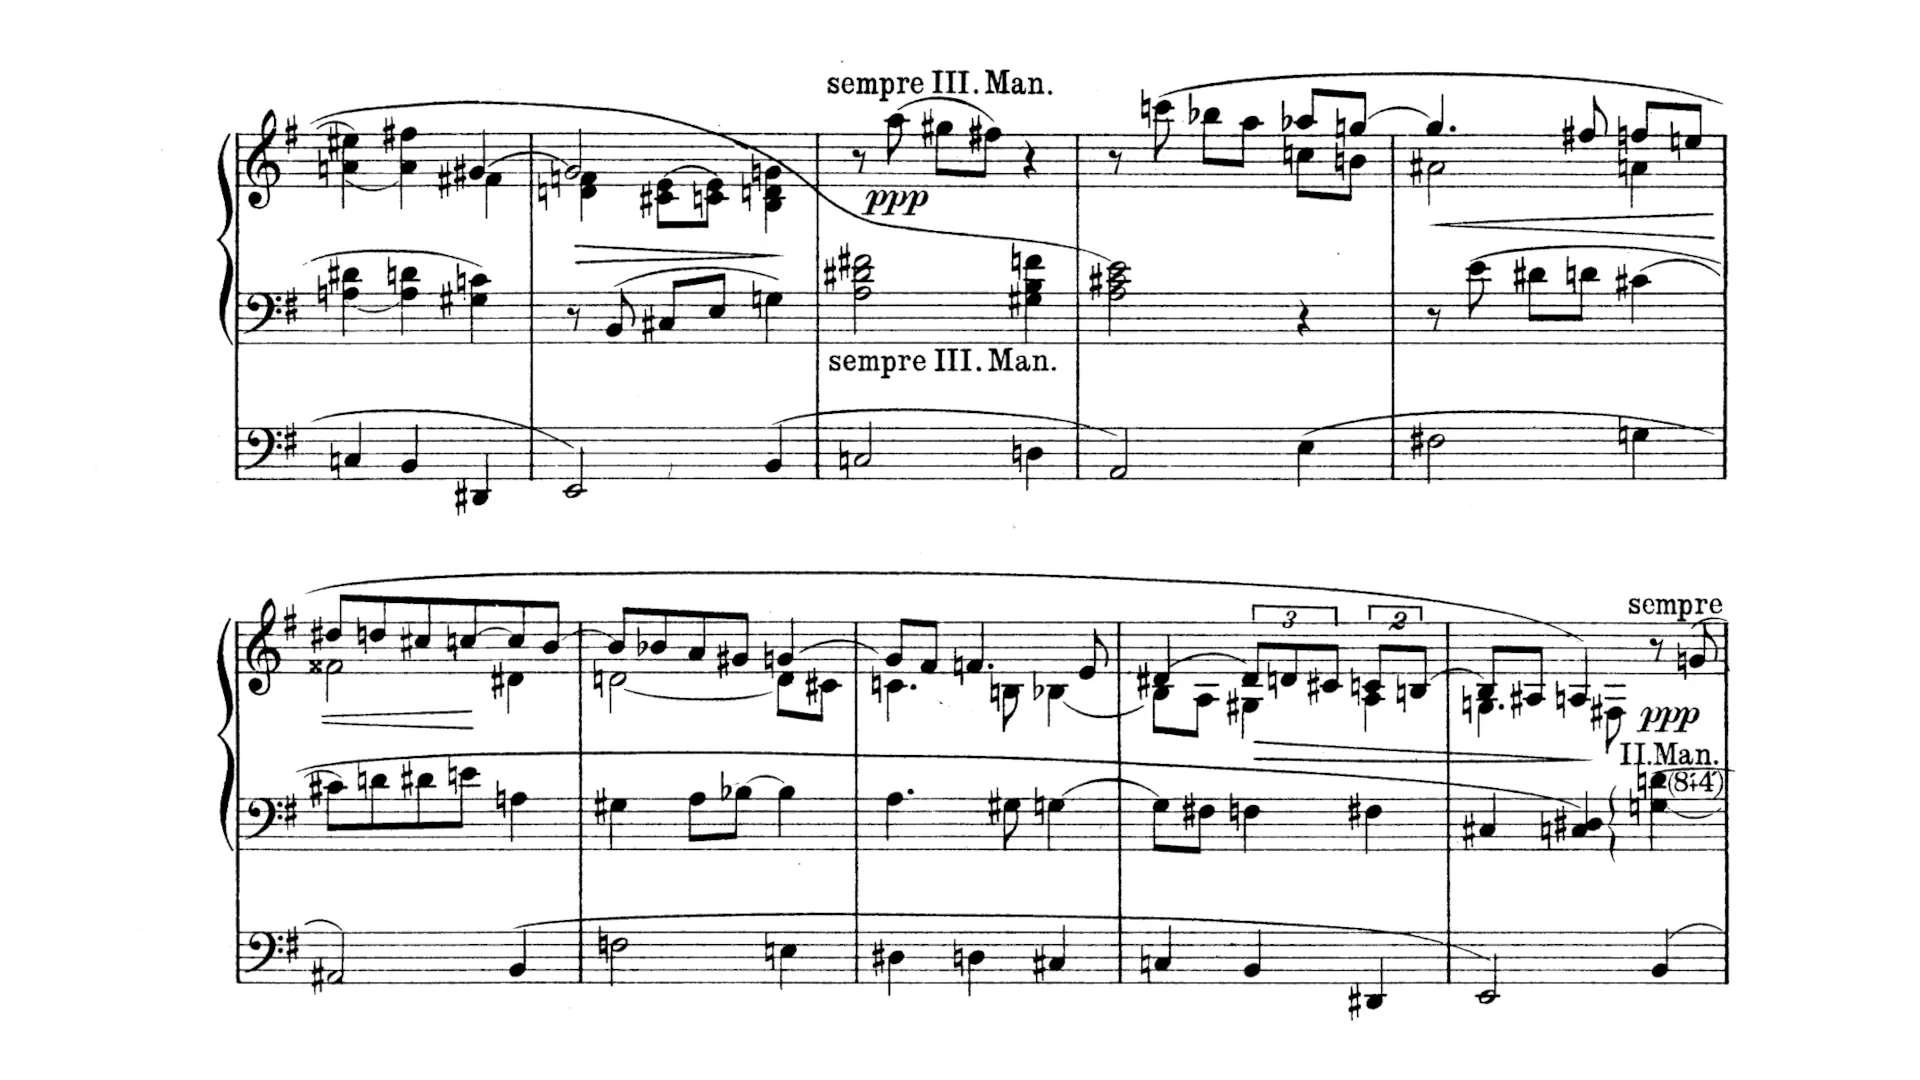 sempre III. Man.
ppp
sempre III. Man.
3 2
sempre
ppp
II. Man.
(8+4)